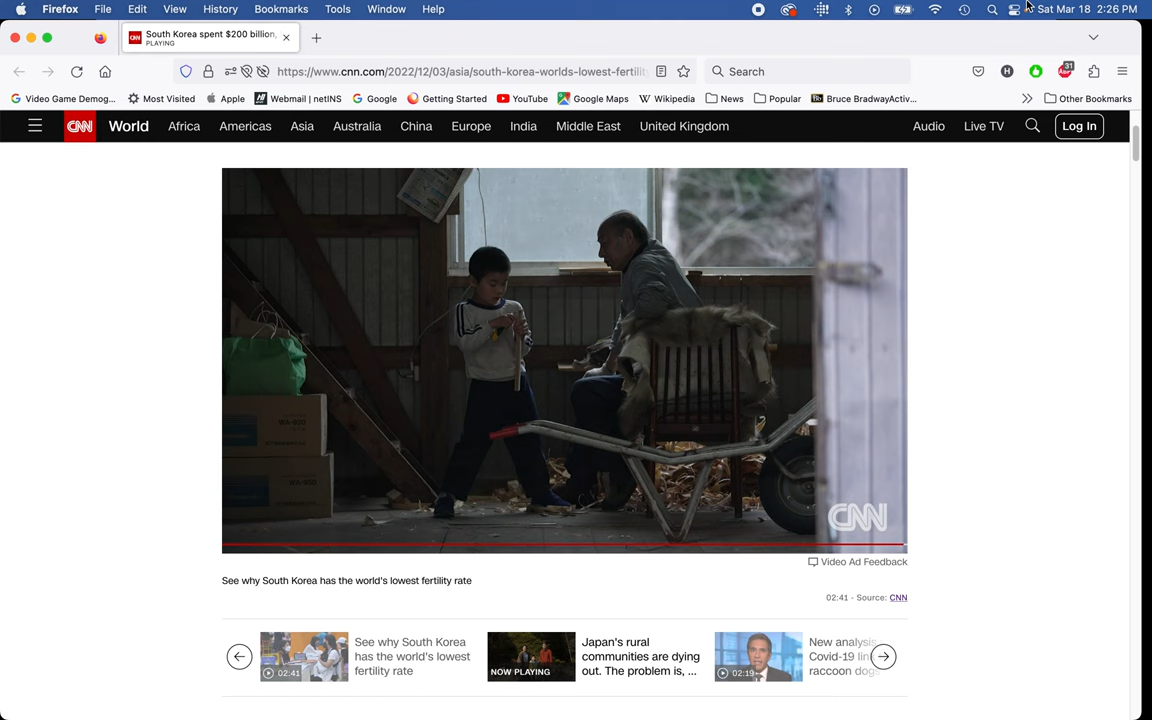 Firefox File Edit View History Bookmarks Tools Window Help Sat Mar 18 2:26 PM
CNN South Korea spent $200 billion,
PLAYING
https://www.cnn.com/2022/12/03/asia/south-korea-worlds-lowest-fertilit Search H 31
Video Game Demog... Most Visited Apple Webmail | netINS Google Getting Started YouTube Google Maps Wikipedia News Popular Bruce BradwayActiv... Other Bookmarks
CNN World Africa Americas Asia Australia China Europe India Middle East United Kingdom Audio Live TV Log In
WA-950
CNN
Video Ad Feedback
See why South Korea has the world's lowest fertility rate
02:41 - Source: CNN
See why South Korea
has the world's lowest
fertility rate
02:41
Japan's rural
communities are dying
out. The problem is, ...
NOW PLAYING
New analysis
Covid-19 lin
raccoon dog
02:19